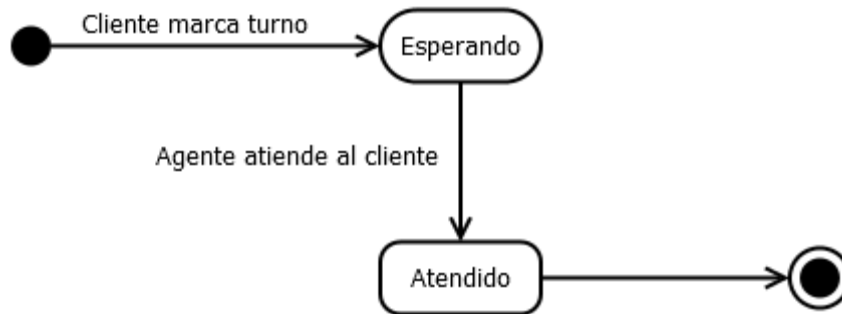 Cliente marca turno
Esperando
Agente atiende al cliente
Atendido